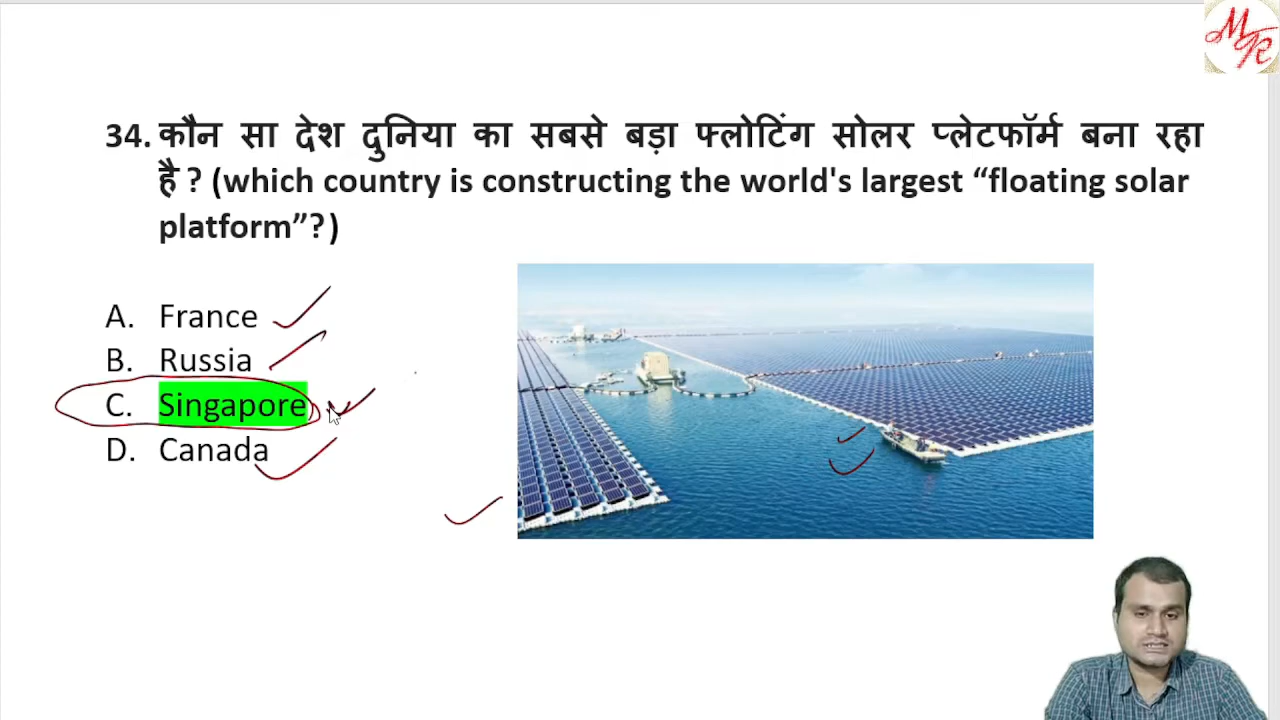 MR
34. कौन सा देश दुनिया का सबसे बड़ा फ्लोटिंग सोलर प्लेटफॉर्म बना रहा
है ? (which country is constructing the world's largest “floating solar
platform”?)
A. France
B. Russia
C. Singapore
D. Canada